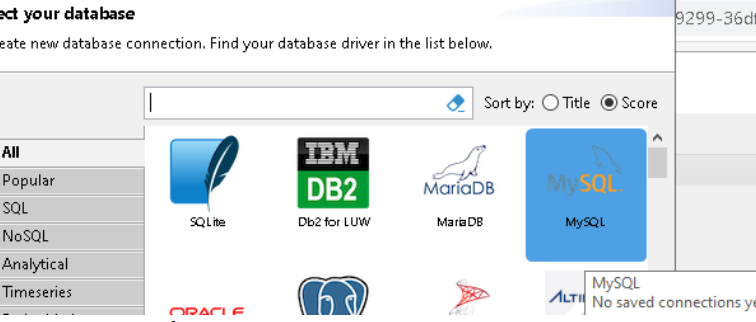 ect your database
eate new database connection. Find your database driver in the list below.
9299-36df
Sort by: Title Score
All
Popular
SQL
NoSQL
Analytical
Timeseries
IBM
DB2
MariaDB
MySQL
SQLite
Db2 for LUW
MariaDB
MySQL
ORACLE
ALTI
MySQL
No saved connections ye